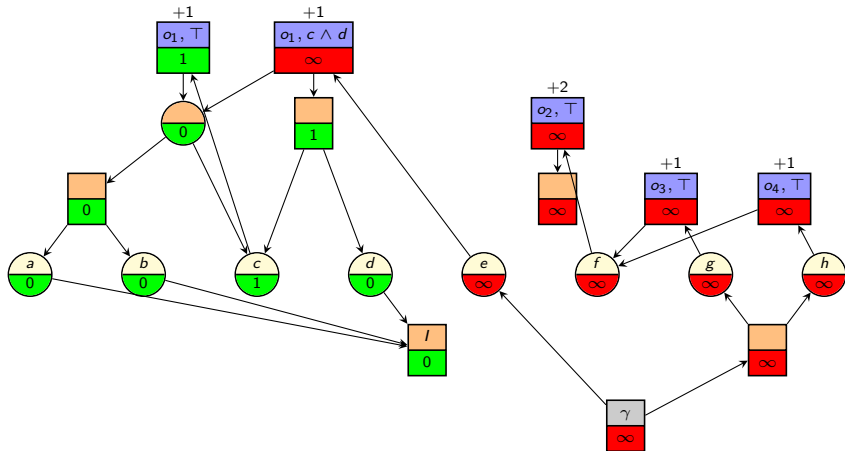 +1
+1
o₁, ⊤
1
o₁, c ∧ d
∞
+2
o₂, ⊤
∞
0
1
+1
+1
o₃, ⊤
∞
o₄, ⊤
∞
∞
0
a
0
b
0
c
1
d
0
e
∞
f
∞
g
∞
h
∞
I
0
∞
γ
∞